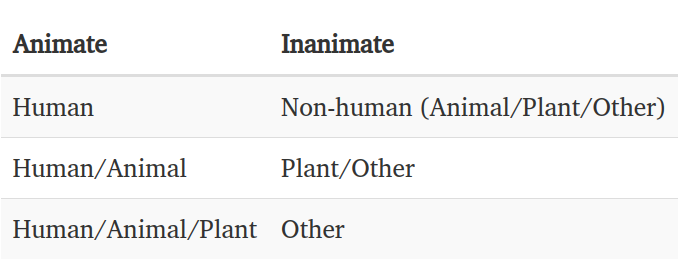 Animate Inanimate
Human Non-human (Animal/Plant/Other)
Human/Animal Plant/Other
Human/Animal/Plant Other